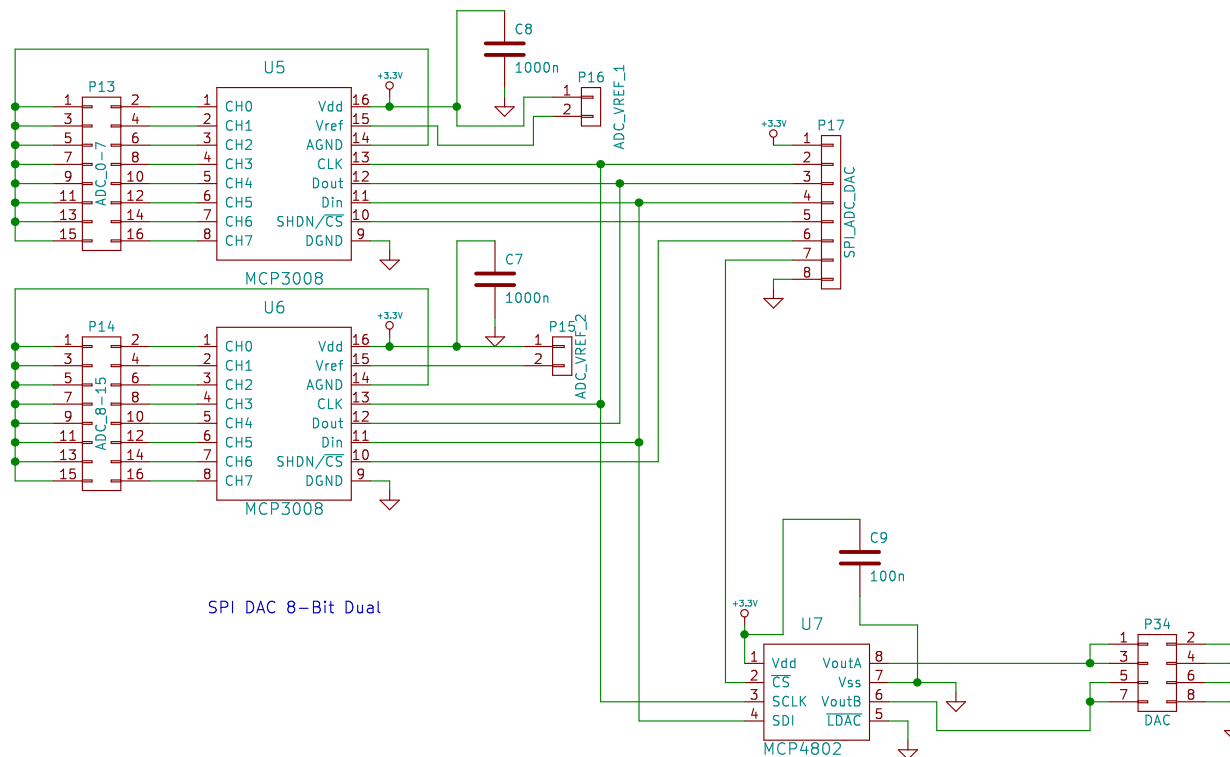 C8
1000n
U5
+3.3V
P13
P16
ADC_VREF_1
1 2 1 CH0 Vdd 16
3 4 2 CH1 Vref 15
5 6 3 CH2 AGND 14
7 8 4 CH3 CLK 13
9 10 5 CH4 Dout 12
11 12 6 CH5 Din 11
13 14 7 CH6 SHDN/CS 10
15 16 8 CH7 DGND 9
ADC_0-7
MCP3008
1
2
+3.3V
P17
1
2
3
4
5
6
7
8
SPI_ADC_DAC
C7
1000n
U6
+3.3V
P14
P15
ADC_VREF_2
1 2 1 CH0 Vdd 16
3 4 2 CH1 Vref 15
5 6 3 CH2 AGND 14
7 8 4 CH3 CLK 13
9 10 5 CH4 Dout 12
11 12 6 CH5 Din 11
13 14 7 CH6 SHDN/CS 10
15 16 8 CH7 DGND 9
ADC_8-15
MCP3008
1
2
SPI DAC 8-Bit Dual
C9
100n
+3.3V
U7
1 Vdd VoutA 8
2 CS Vss 7
3 SCLK VoutB 6
4 SDI LDAC 5
MCP4802
P34
1 2
3 4
5 6
7 8
DAC